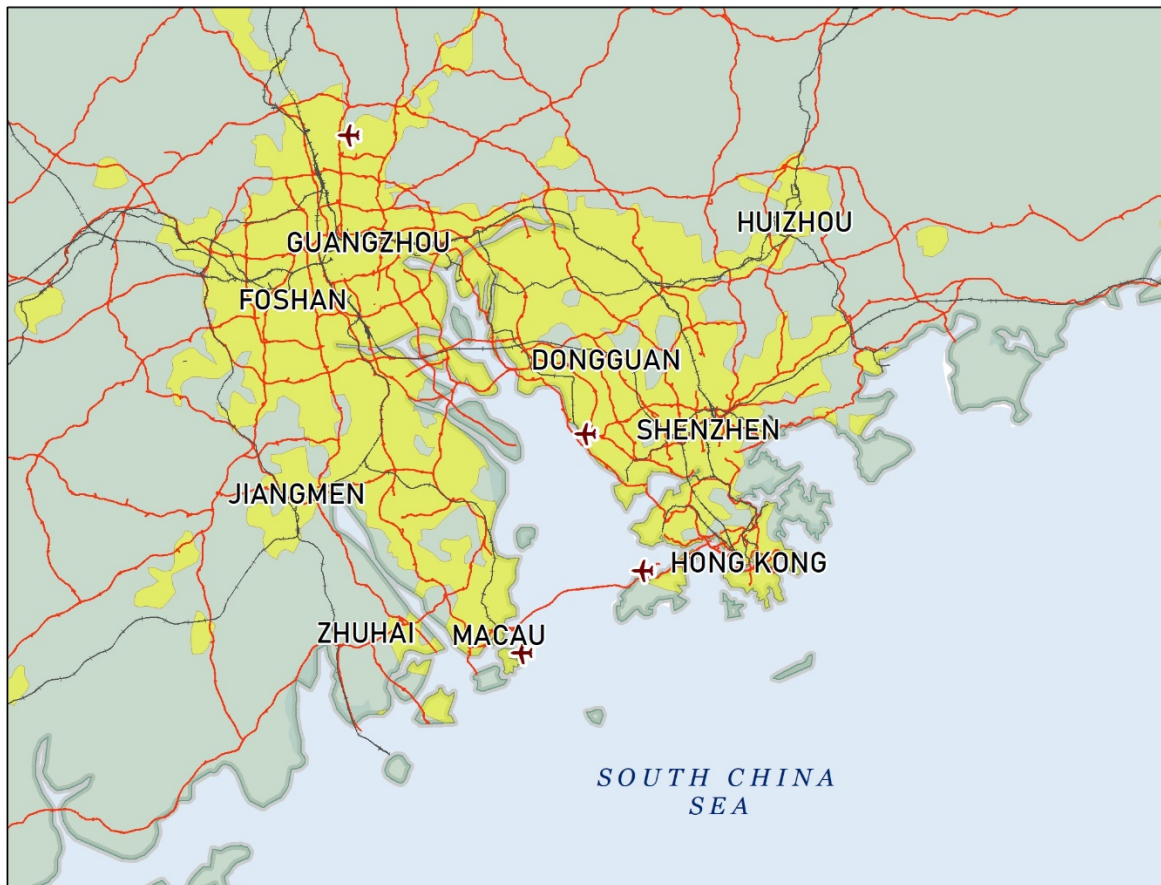 HUIZHOU
GUANGZHOU
FOSHAN
DONGGUAN
SHENZHEN
JIANGMEN
HONG KONG
ZHUHAI
MACAU
SOUTH CHINA
SEA